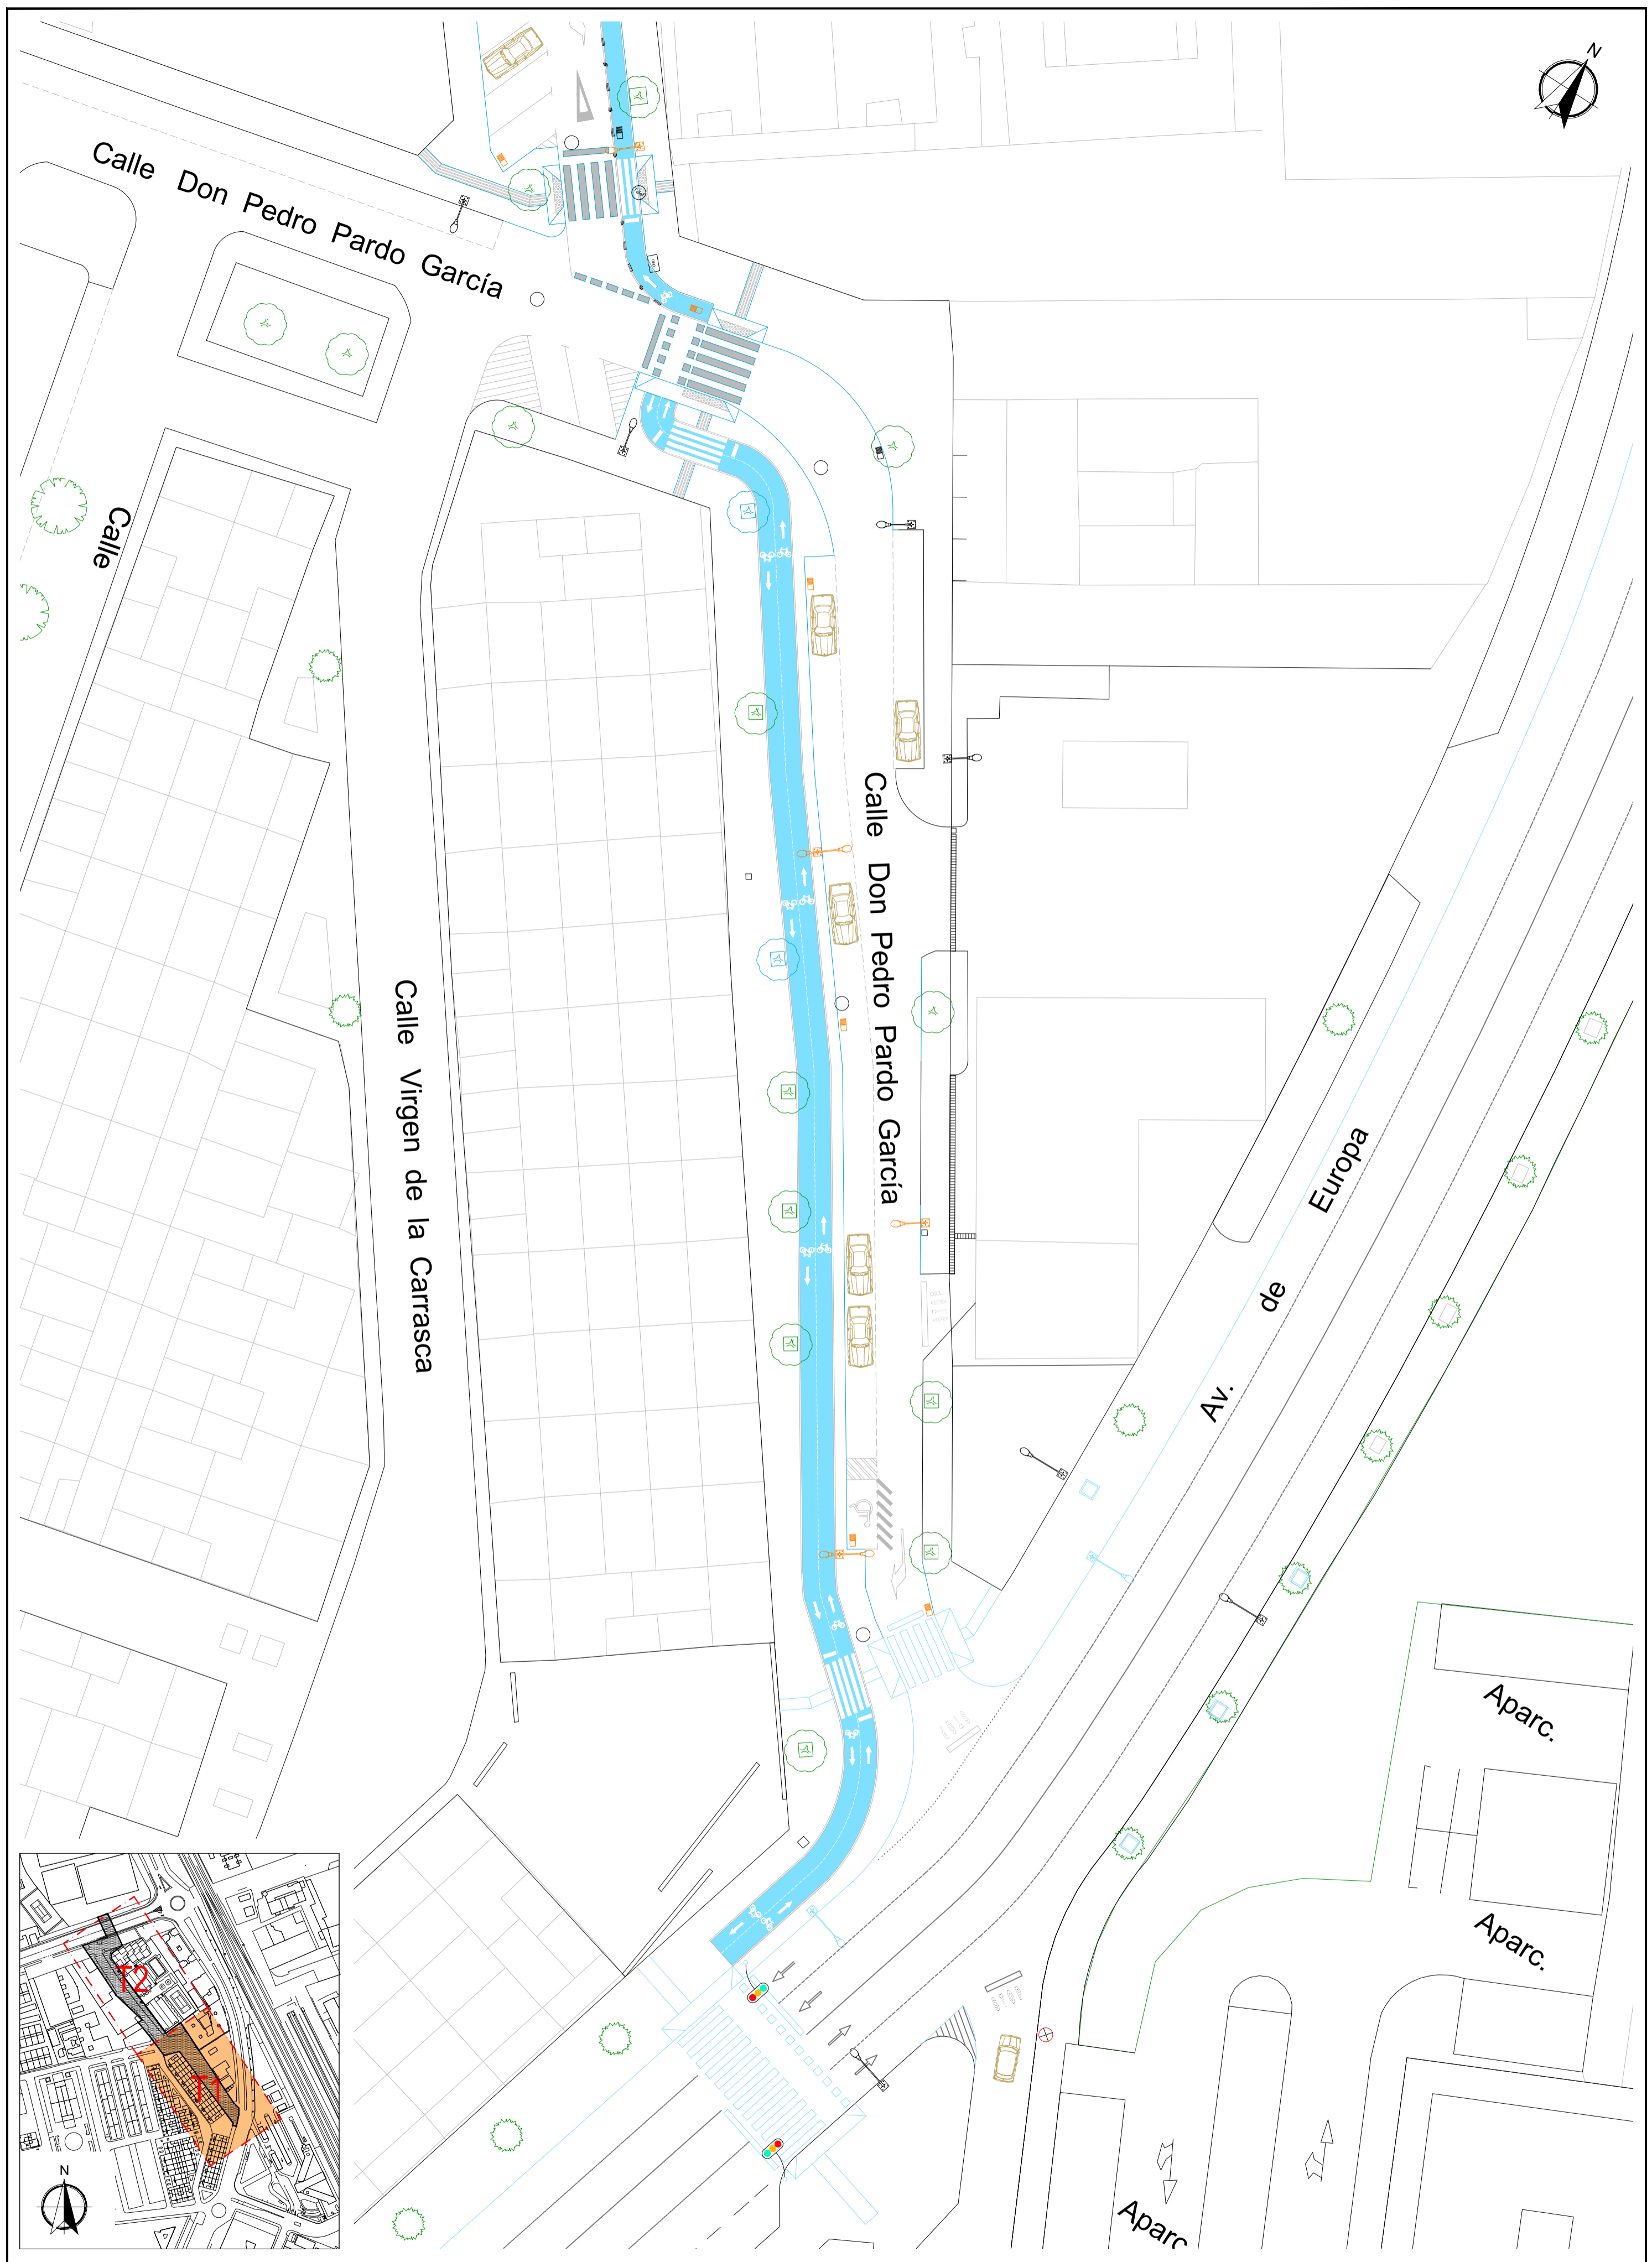 N
Calle Don Pedro Pardo García
Calle
Calle Don Pedro Pardo García
Calle Virgen de la Carrasca
Av. de Europa
Aparc.
Aparc.
Aparc
T2
T1
N